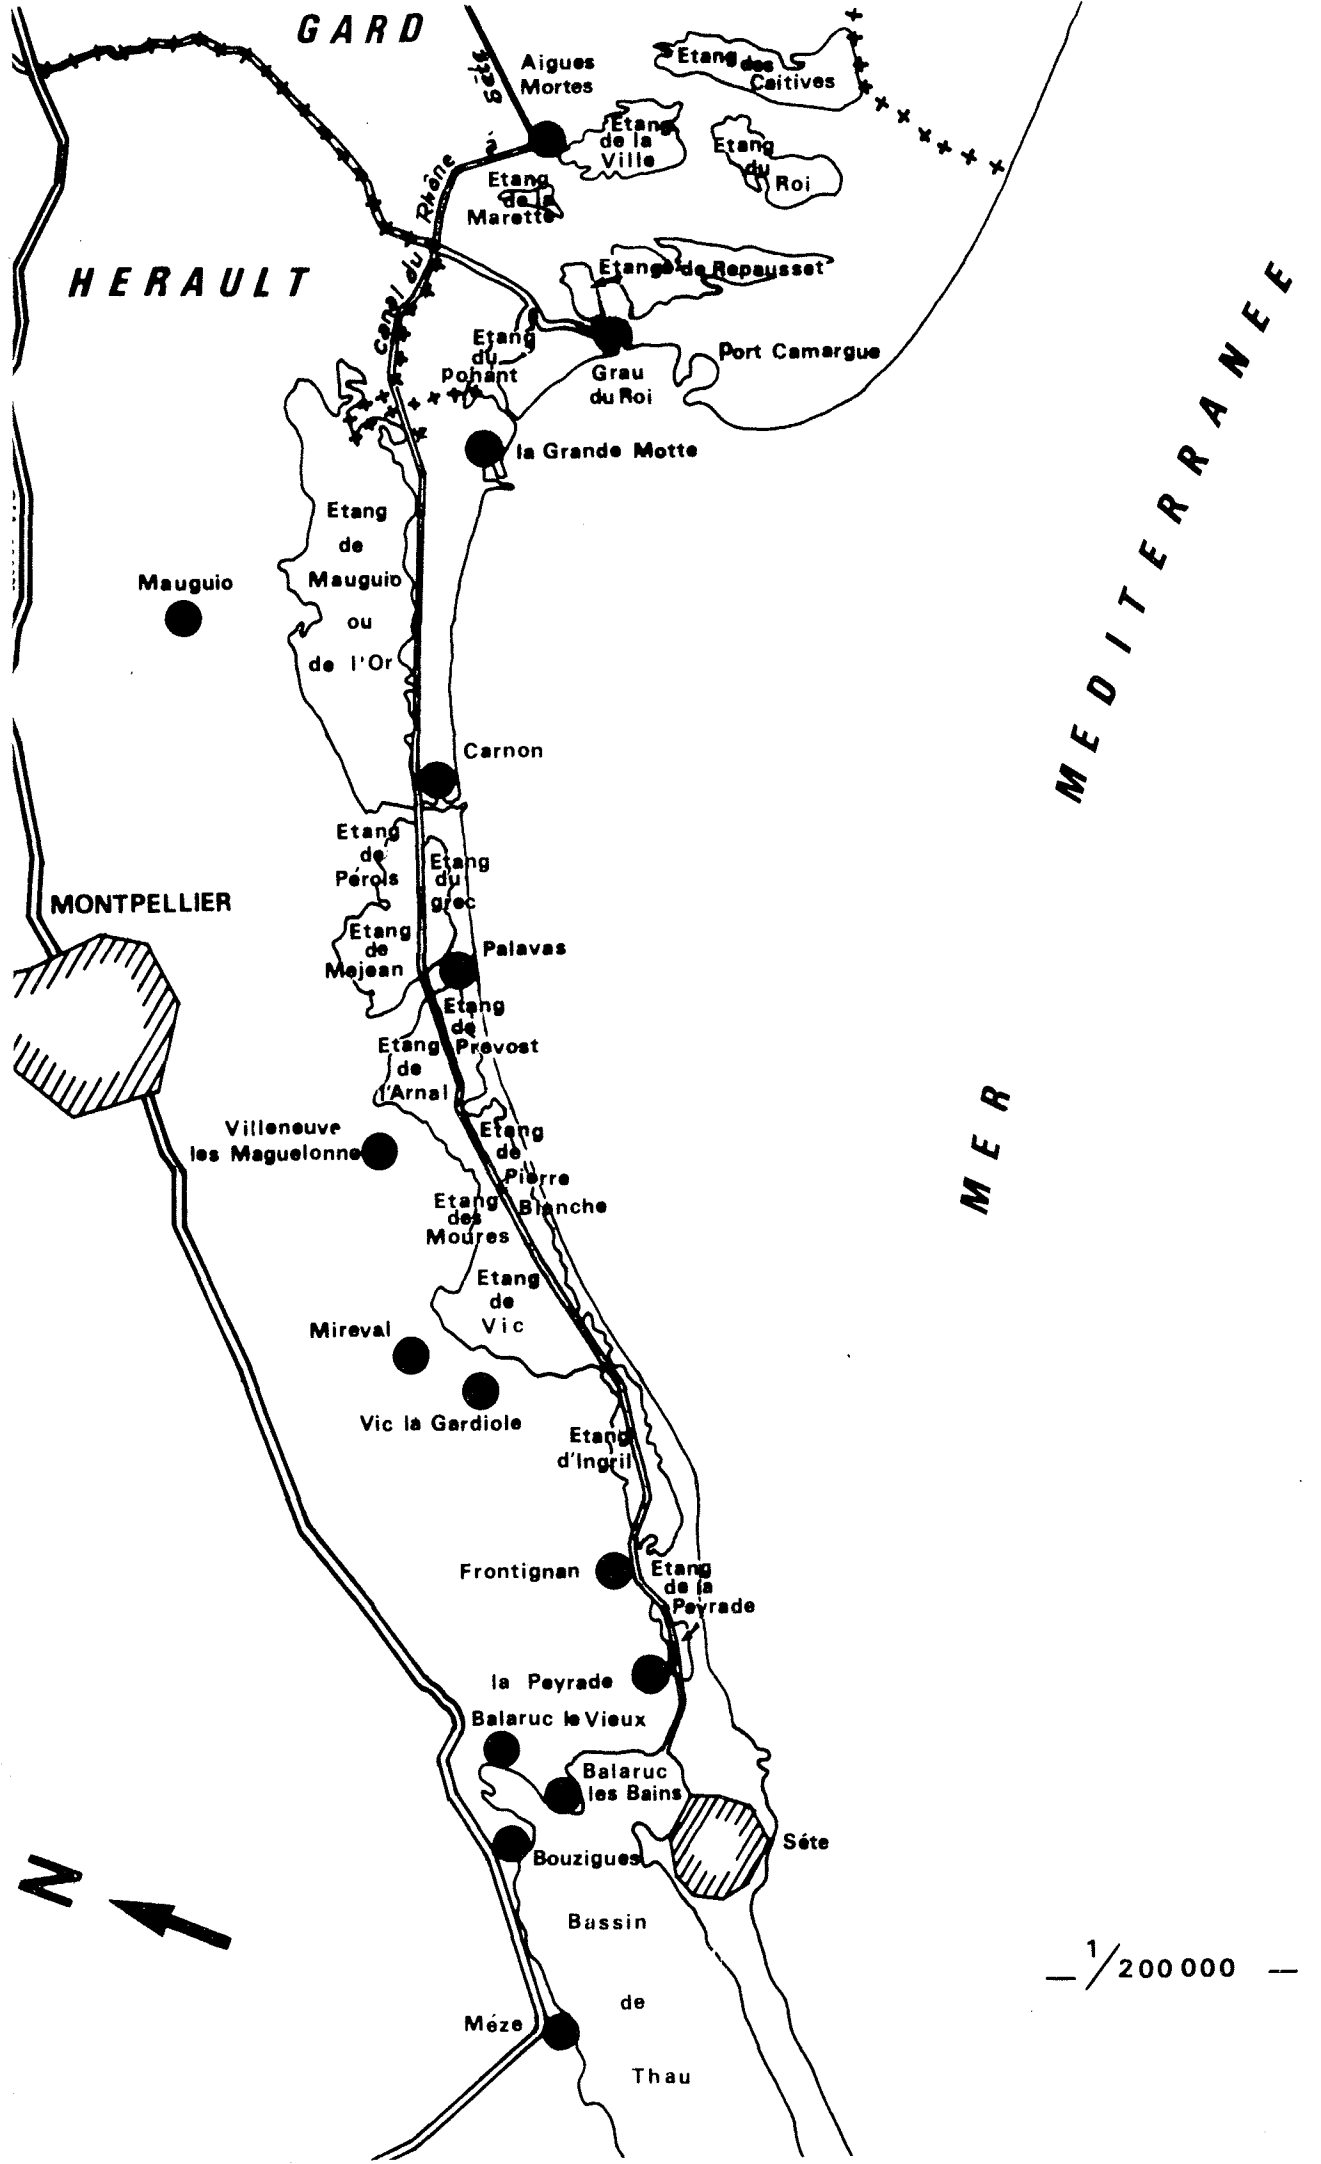 GARD
Etang des
Caitives
Aigues
Mortes
Etang
de la
Ville
Etang
du
Roi
Canal du Rhône à Sète
Etang
de la
Marette
HERAULT
Etangs de Repausset
Etang
du
ponant
Port Camargue
Grau
du Roi
la Grande Motte
Etang
de
Mauguio
ou
de l'Or
Mauguio
MER MEDITERRANEE
Carnon
Etang
de
Pérols
Etang
du
grec
MONTPELLIER
Etang
de
Mejean
Palavas
Etang
de
Prevost
Etang
de
l'Arnal
Villeneuve
les Maguelonne
Etang
de
Pierre
Blanche
Etang
des
Moures
Etang
de
Vic
Mireval
Vic la Gardiole
Etang
d'Ingril
Frontignan
Etang
de la
Peyrade
la Peyrade
Balaruc le Vieux
Balaruc
les Bains
Séte
Bouzigues
N
Bassin
de
Thau
— 1/200 000 —
Méze